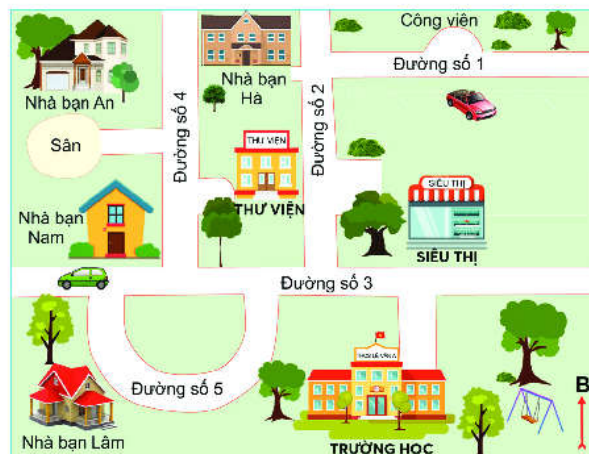 Công viên
Đường số 1
Nhà bạn An
Nhà bạn
Hà
Đường số 4
Đường số 2
Sân
THƯ VIỆN
THƯ VIỆN
SIÊU THỊ
SIÊU THỊ
Nhà bạn
Nam
Đường số 3
Đường số 5
Nhà bạn Lâm
TRƯỜNG HỌC
B